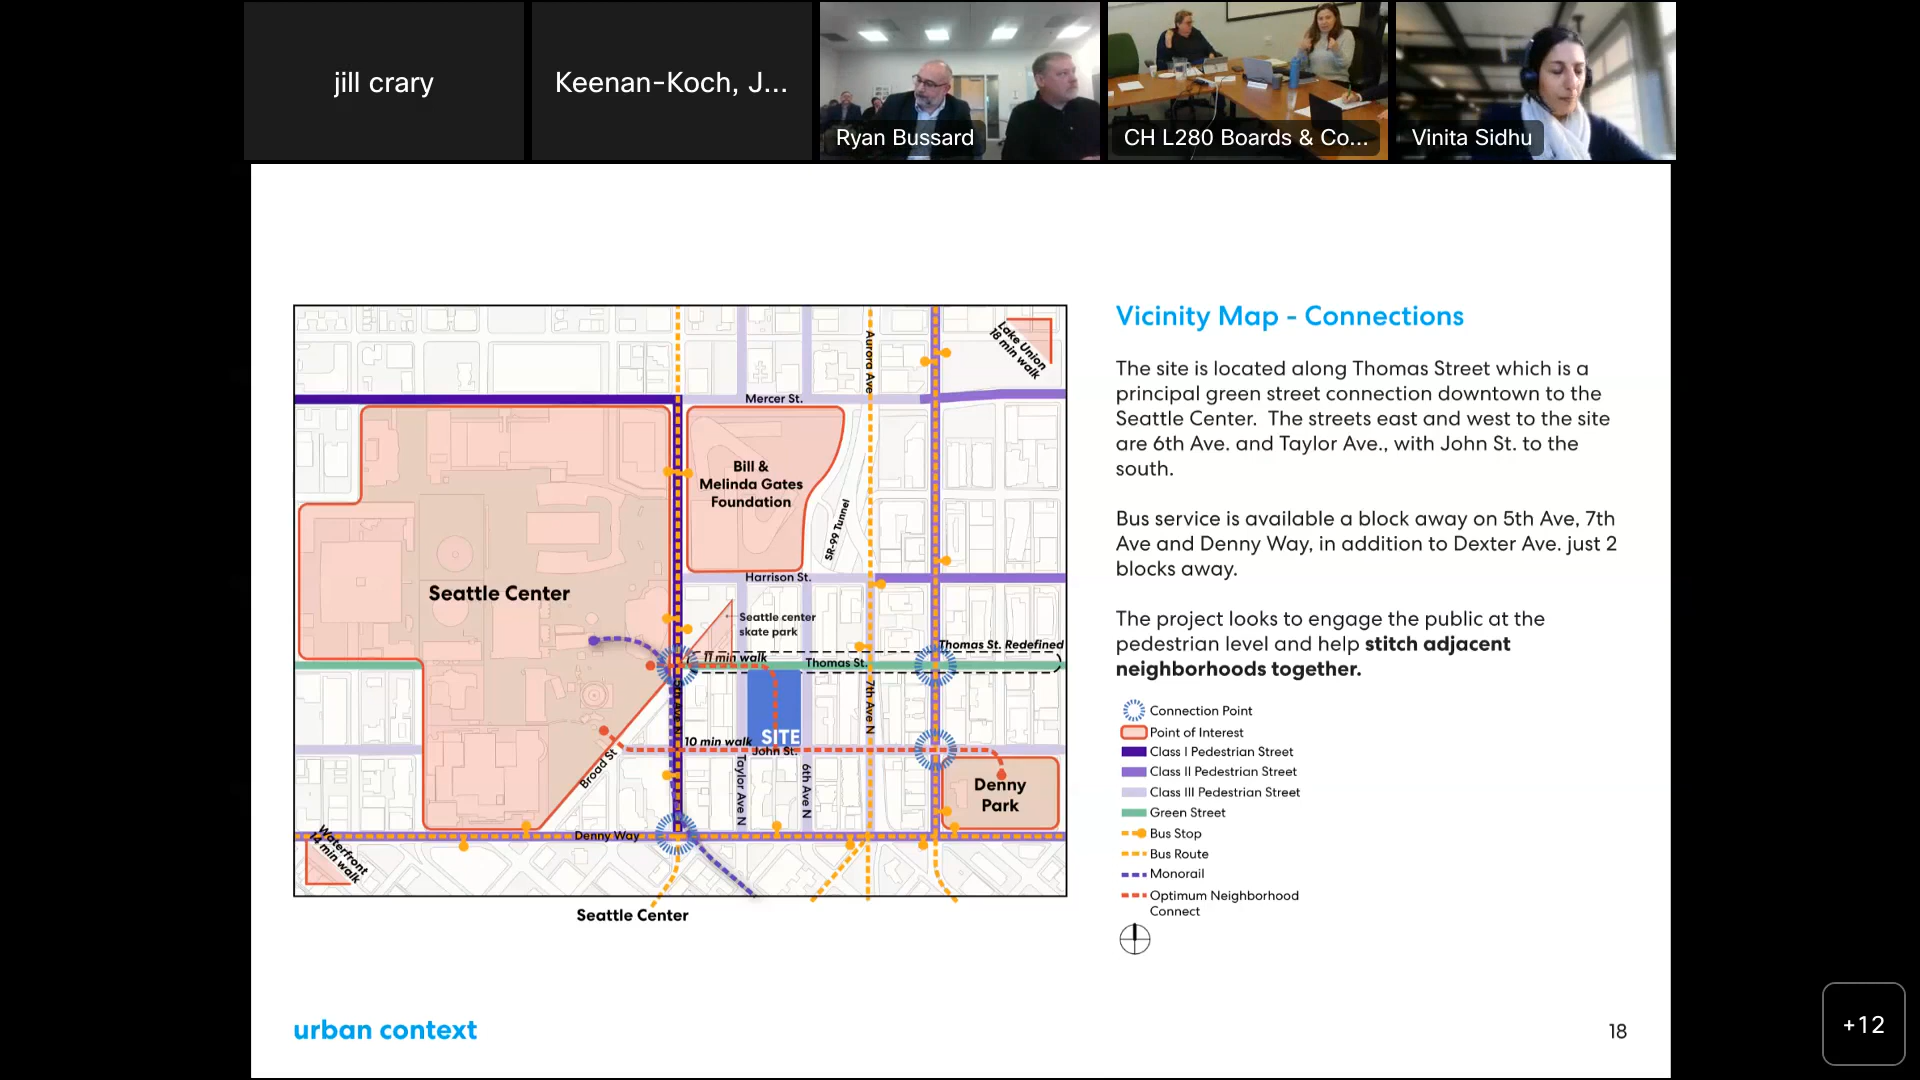 jill crary
Keenan-Koch, J...
Ryan Bussard
CH L280 Boards & Co...
Vinita Sidhu
Vicinity Map - Connections
The site is located along Thomas Street which is a
principal green street connection downtown to the
Seattle Center. The streets east and west to the site
are 6th Ave. and Taylor Ave., with John St. to the
south.
Bus service is available a block away on 5th Ave, 7th
Ave and Denny Way, in addition to Dexter Ave. just 2
blocks away.
The project looks to engage the public at the
pedestrian level and help stitch adjacent
neighborhoods together.
Connection Point
Point of Interest
Class I Pedestrian Street
Class II Pedestrian Street
Class III Pedestrian Street
Green Street
Bus Stop
Bus Route
Monorail
Optimum Neighborhood
Connect
Lake Union
18 min walk
Aurora Ave
Mercer St.
Bill &
Melinda Gates
Foundation
SR-99 Tunnel
Harrison St.
Seattle Center
Seattle center
skate park
Thomas St. Redefined
11 min walk
Thomas St.
5th Ave N
7th Ave N
SITE
10 min walk
John St.
Broad St
Taylor Ave N
6th Ave N
Denny
Park
Denny Way
Waterfront
14 min walk
Seattle Center
urban context
18
+12